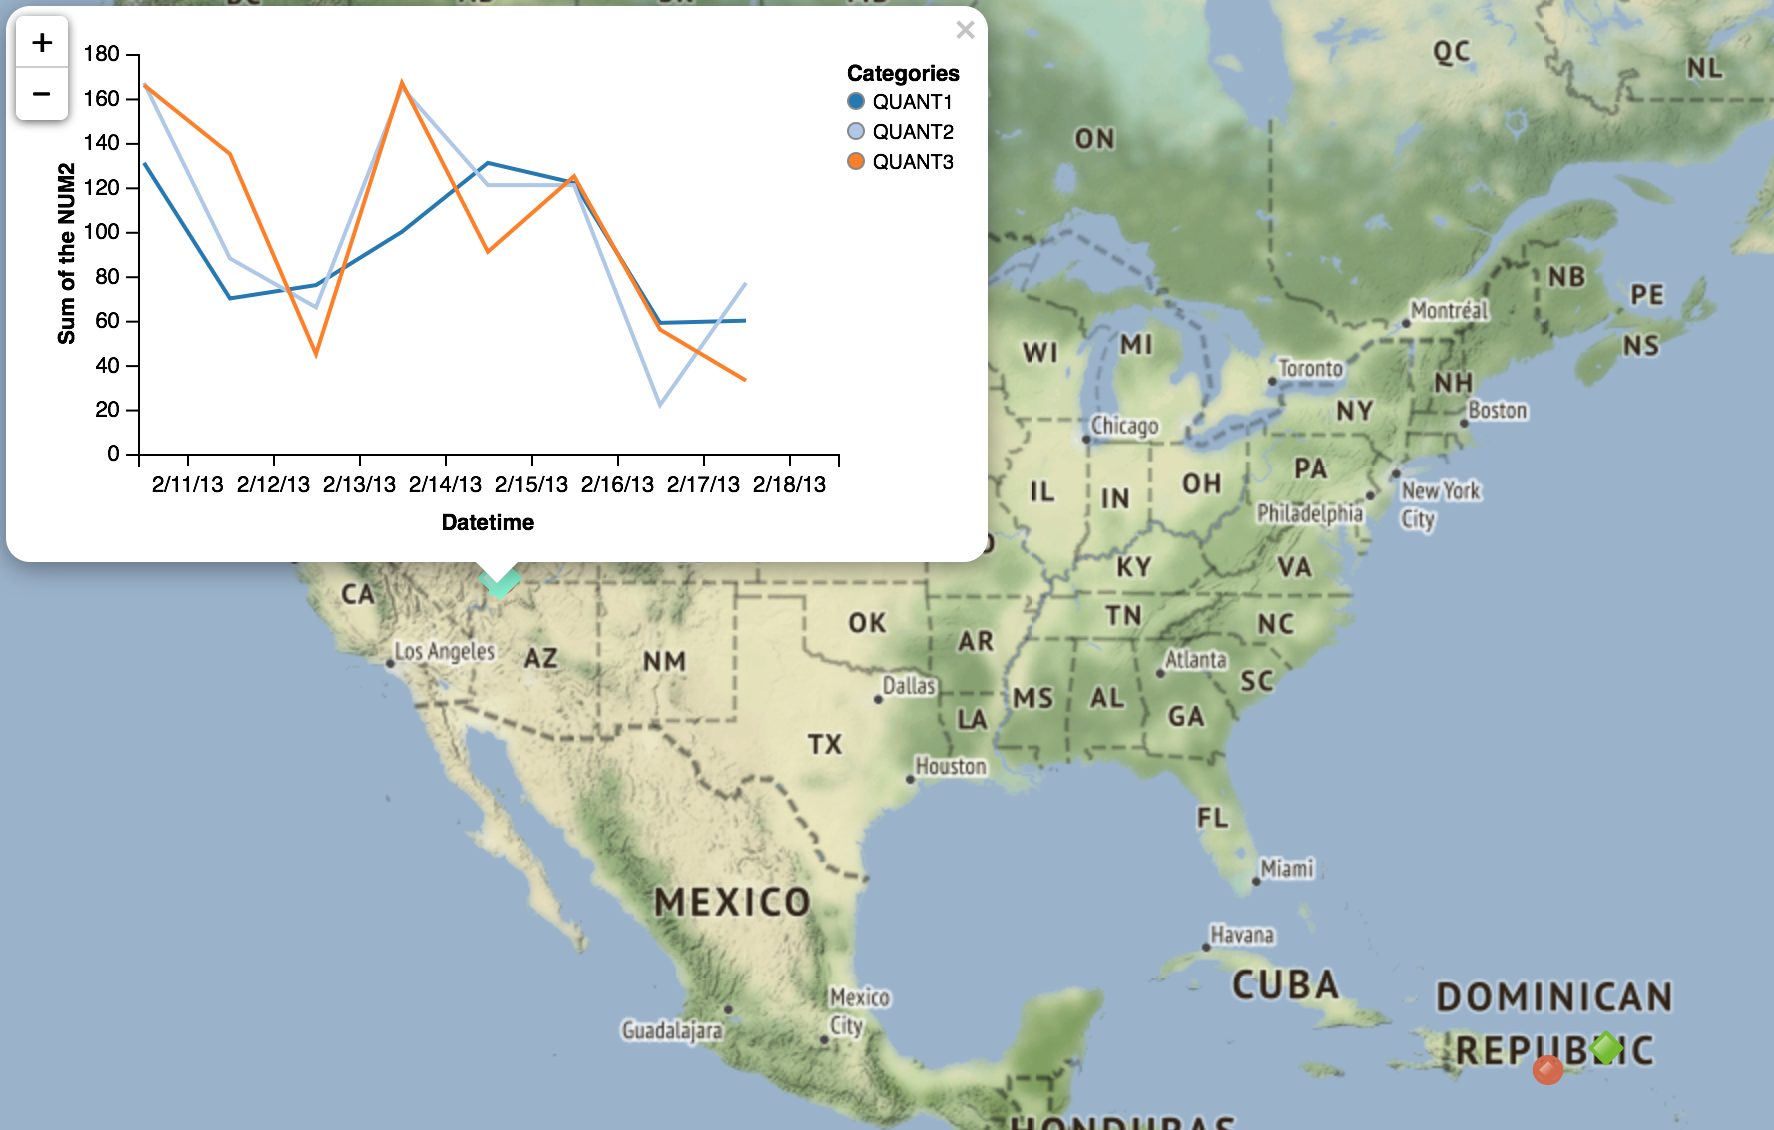 +
−
×
180
160
140
120
100
80
60
40
20
0
Sum of the NUM2
2/11/13 2/12/13 2/13/13 2/14/13 2/15/13 2/16/13 2/17/13 2/18/13
Datetime
Categories
QUANT1
QUANT2
QUANT3
QC
NL
ON
NB
PE
Montréal
NS
WI
MI
Toronto
NH
NY
Boston
Chicago
PA
IL
IN
OH
New York
City
Philadelphia
KY
VA
CA
OK
TN
NC
AR
Los Angeles
AZ
NM
Atlanta
SC
Dallas
MS
AL
LA
GA
TX
Houston
FL
Miami
MEXICO
Havana
CUBA
DOMINICAN
REPUBLIC
Mexico
City
Guadalajara
HONDURAS